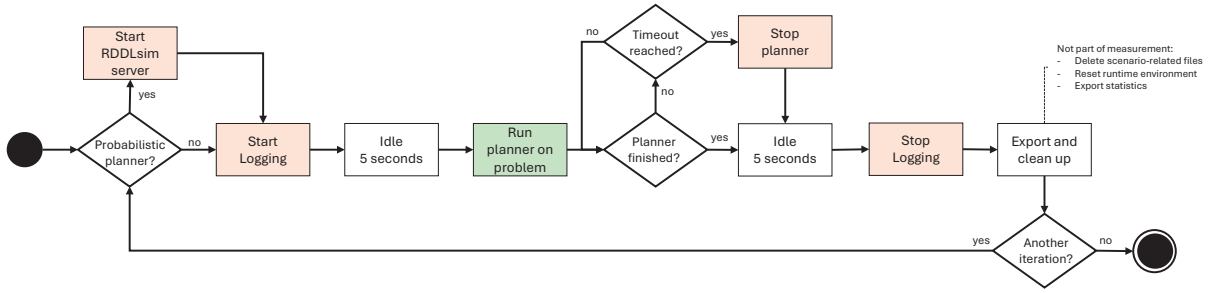 Start
RDDLsim
server
yes
Probabilistic
planner?
no
Start
Logging
Idle
5 seconds
Run
planner on
problem
no
Timeout
reached?
yes
Stop
planner
no
Planner
finished?
yes
Idle
5 seconds
Stop
Logging
Export and
clean up
Not part of measurement:
- Delete scenario-related files
- Reset runtime environment
- Export statistics
yes
Another
iteration?
no